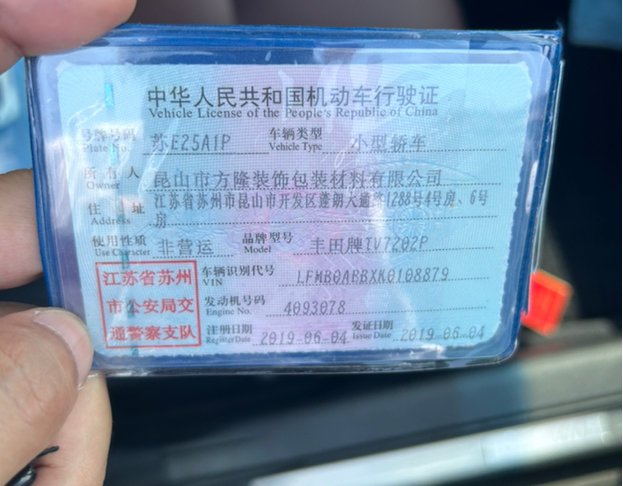 中华人民共和国机动车行驶证
Vehicle License of the People's Republic of China
号牌号码 Plate No. 苏E25A1P 车辆类型 Vehicle Type 小型轿车
所有人 Owner 昆山市方隆装饰包装材料有限公司
住址 Address 江苏省苏州市昆山市开发区蓬朗大通路1288号4号房、6号
房
使用性质 Use Character 非营运 品牌型号 Model 丰田牌TV7202P
江苏省苏州
市公安局交
通警察支队
车辆识别代号 VIN
发动机号码 Engine No. 4093078
注册日期 Register Date 2019-06-04 发证日期 Issue Date 2019-06-04